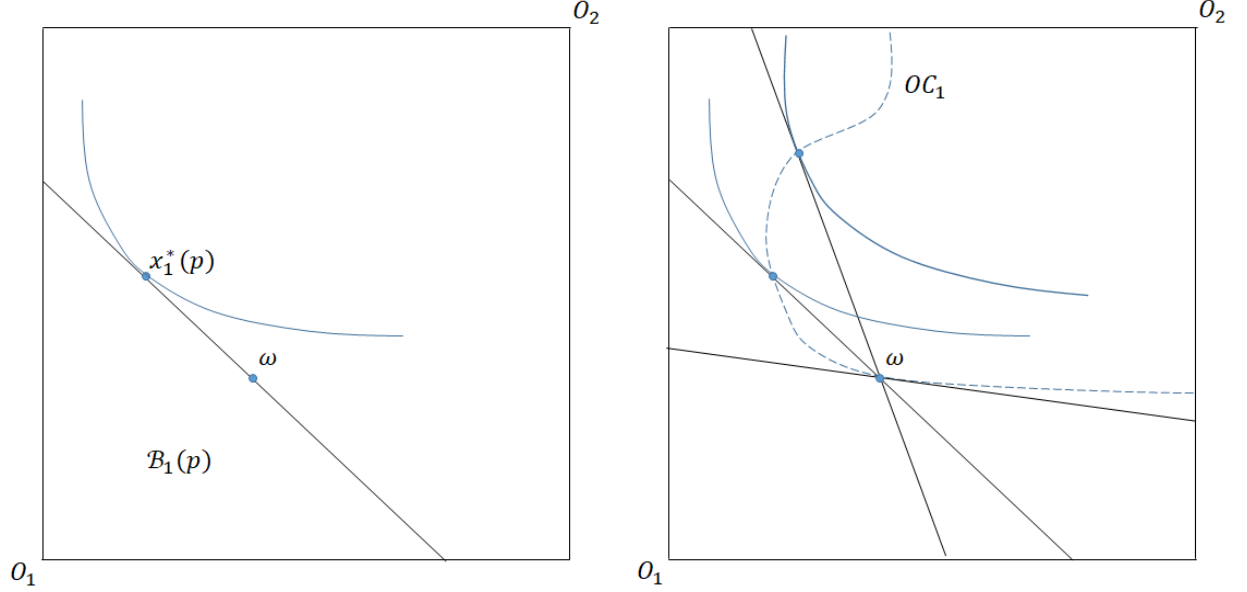 O₂
x₁*(p)
ω
ℬ₁(p)
O₁
O₂
OC₁
ω
O₁